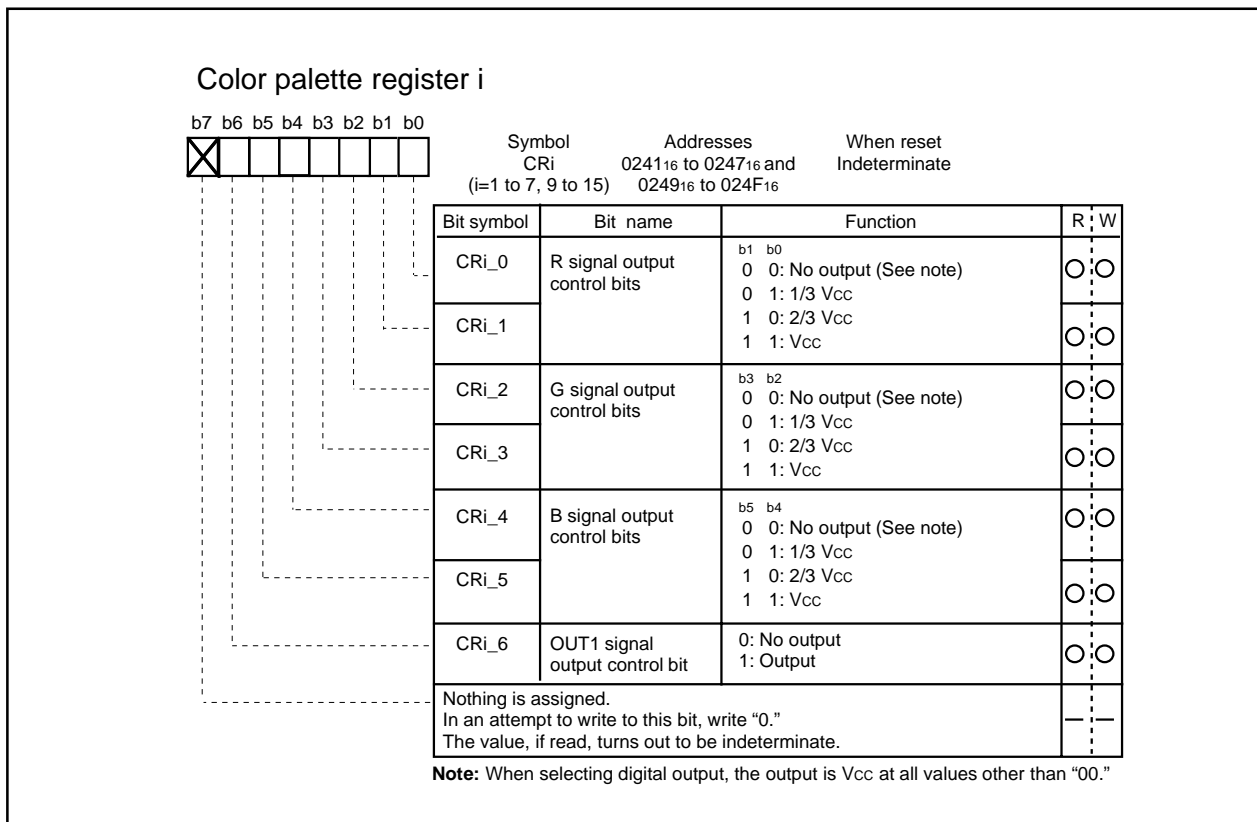 Color palette register i
b7 b6 b5 b4 b3 b2 b1 b0
Symbol Addresses When reset
CRi 024116 to 024716 and Indeterminate
(i=1 to 7, 9 to 15) 024916 to 024F16
Bit symbol Bit name Function R W
CRi_0 R signal output control bits
b1 b0
0 0: No output (See note)
0 1: 1/3 VCC
1 0: 2/3 VCC
1 1: VCC
CRi_1
CRi_2 G signal output control bits
b3 b2
0 0: No output (See note)
0 1: 1/3 VCC
1 0: 2/3 VCC
1 1: VCC
CRi_3
CRi_4 B signal output control bits
b5 b4
0 0: No output (See note)
0 1: 1/3 VCC
1 0: 2/3 VCC
1 1: VCC
CRi_5
CRi_6 OUT1 signal output control bit
0: No output
1: Output
Nothing is assigned.
In an attempt to write to this bit, write “0.”
The value, if read, turns out to be indeterminate.
Note: When selecting digital output, the output is VCC at all values other than “00.”